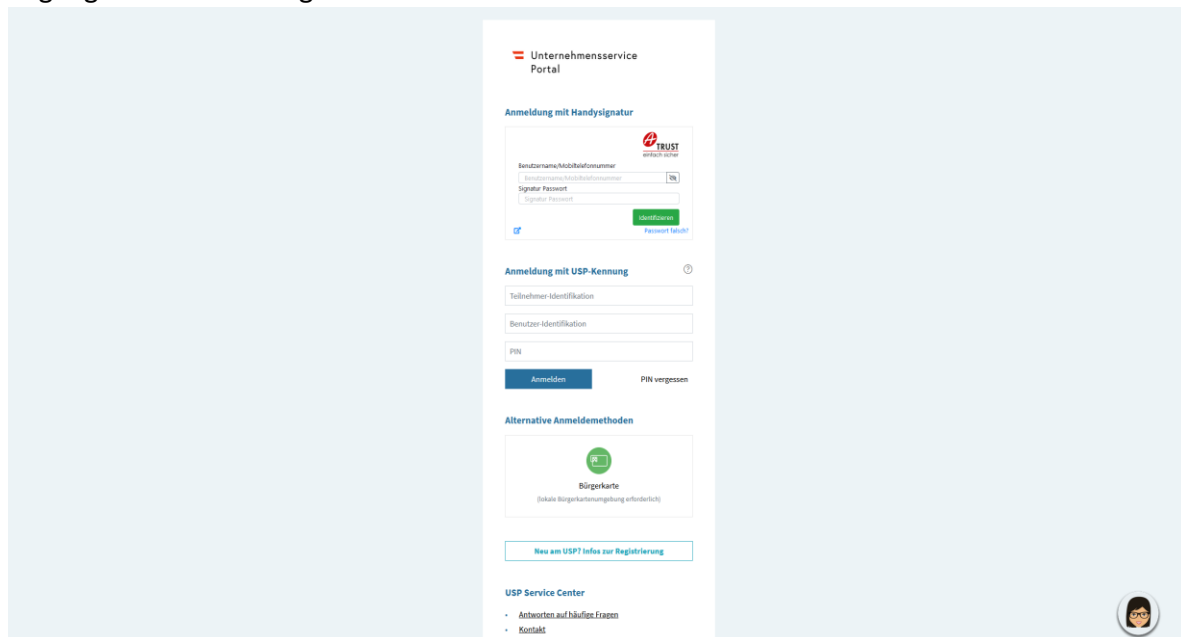 Unternehmensservice
Portal
Anmeldung mit Handysignatur
A
TRUST
einfach sicher
Benutzername/Mobiltelefonnummer
Benutzername/Mobiltelefonnummer
Signatur Passwort
Signatur Passwort
Identifizieren
Passwort falsch?
Anmeldung mit USP-Kennung
?
Teilnehmer-Identifikation
Benutzer-Identifikation
PIN
Anmelden
PIN vergessen
Alternative Anmeldemethoden
Bürgerkarte
(lokale Bürgerkartenumgebung erforderlich)
Neu am USP? Infos zur Registrierung
USP Service Center
Antworten auf häufige Fragen
Kontakt